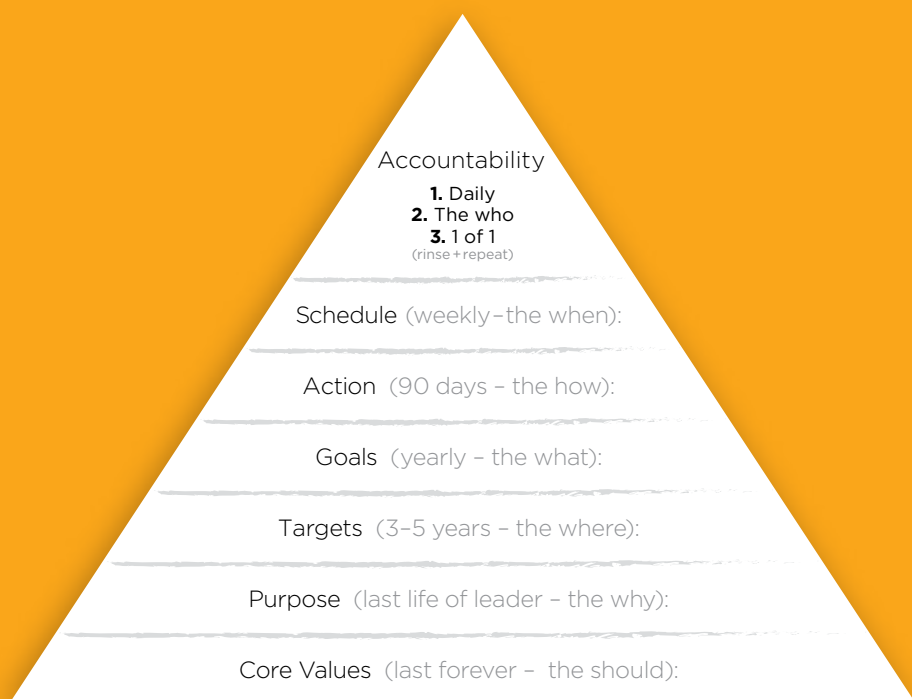 Accountability
1. Daily
2. The who
3. 1 of 1
(rinse+repeat)
Schedule (weekly–the when):
Action (90 days – the how):
Goals (yearly – the what):
Targets (3–5 years – the where):
Purpose (last life of leader – the why):
Core Values (last forever – the should):